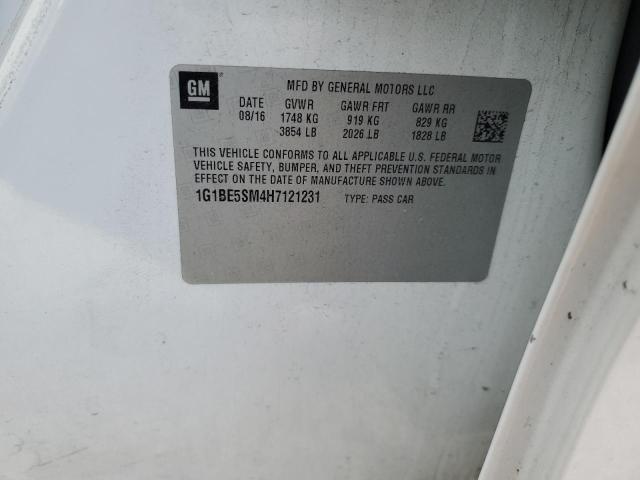 GM
MFD BY GENERAL MOTORS LLC
DATE GVWR GAWR FRT GAWR RR
08/16 1748 KG 919 KG 829 KG
3854 LB 2026 LB 1828 LB
THIS VEHICLE CONFORMS TO ALL APPLICABLE U.S. FEDERAL MOTOR
VEHICLE SAFETY, BUMPER, AND THEFT PREVENTION STANDARDS IN
EFFECT ON THE DATE OF MANUFACTURE SHOWN ABOVE.
1G1BE5SM4H7121231 TYPE: PASS CAR